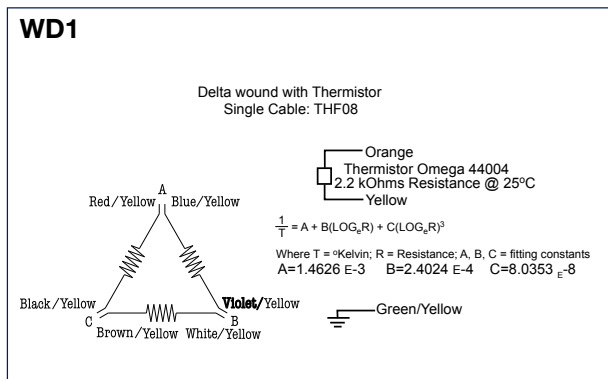 WD1
Delta wound with Thermistor
Single Cable: THF08
Orange
Thermistor Omega 44004
2.2 kOhms Resistance @ 25ºC
Yellow
A
Red/Yellow Blue/Yellow
1/T = A + B(LOGeR) + C(LOGeR)³
Where T = ºKelvin; R = Resistance; A, B, C = fitting constants
A=1.4626 E-3 B=2.4024 E-4 C=8.0353 E-8
Black/Yellow Violet/Yellow
C B
Brown/Yellow White/Yellow
Green/Yellow